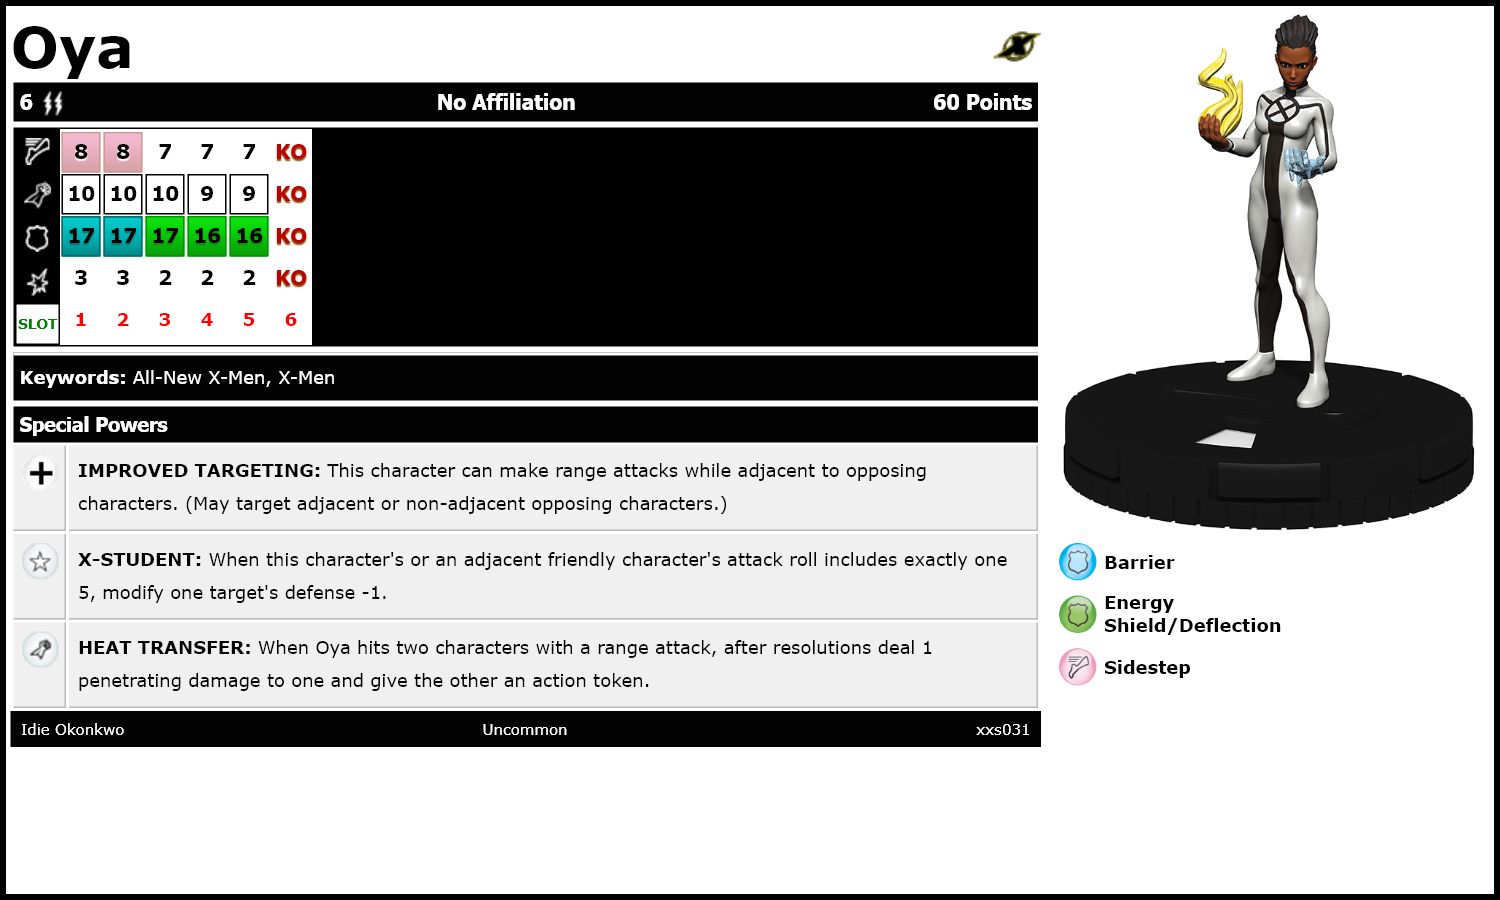 Oya
6 No Affiliation 60 Points
8 8 7 7 7 KO
10 10 10 9 9 KO
17 17 17 16 16 KO
3 3 2 2 2 KO
SLOT 1 2 3 4 5 6
Keywords: All-New X-Men, X-Men
Special Powers
IMPROVED TARGETING: This character can make range attacks while adjacent to opposing
characters. (May target adjacent or non-adjacent opposing characters.)
X-STUDENT: When this character's or an adjacent friendly character's attack roll includes exactly one
5, modify one target's defense -1.
HEAT TRANSFER: When Oya hits two characters with a range attack, after resolutions deal 1
penetrating damage to one and give the other an action token.
Idie Okonkwo Uncommon xxs031
Barrier
Energy
Shield/Deflection
Sidestep